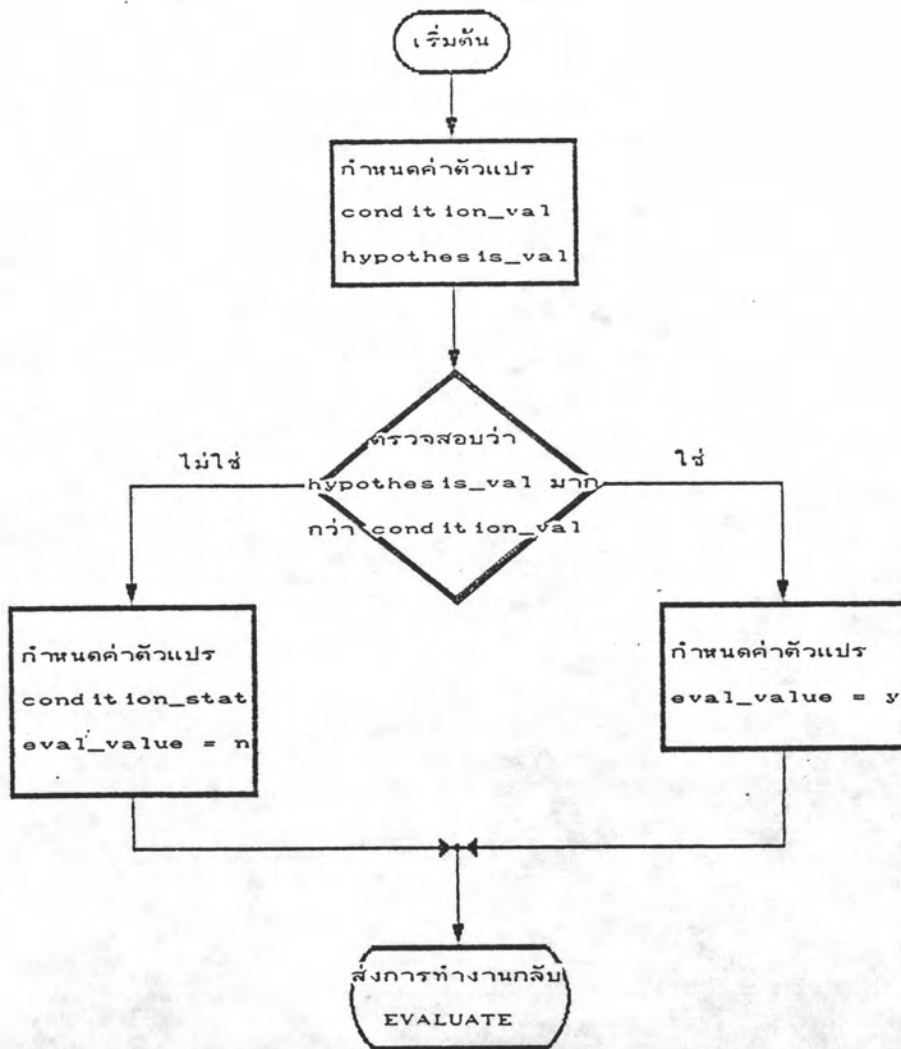 เริ่มต้น
กำหนดค่าตัวแปร
condition_val
hypothesis_val
ตรวจสอบว่า
hypothesis_val มาก
กว่า condition_val
ไม่ใช่
ใช่
กำหนดค่าตัวแปร
condition_stat
eval_value = n
กำหนดค่าตัวแปร
eval_value = y
ส่งการทำงานกลับ
EVALUATE